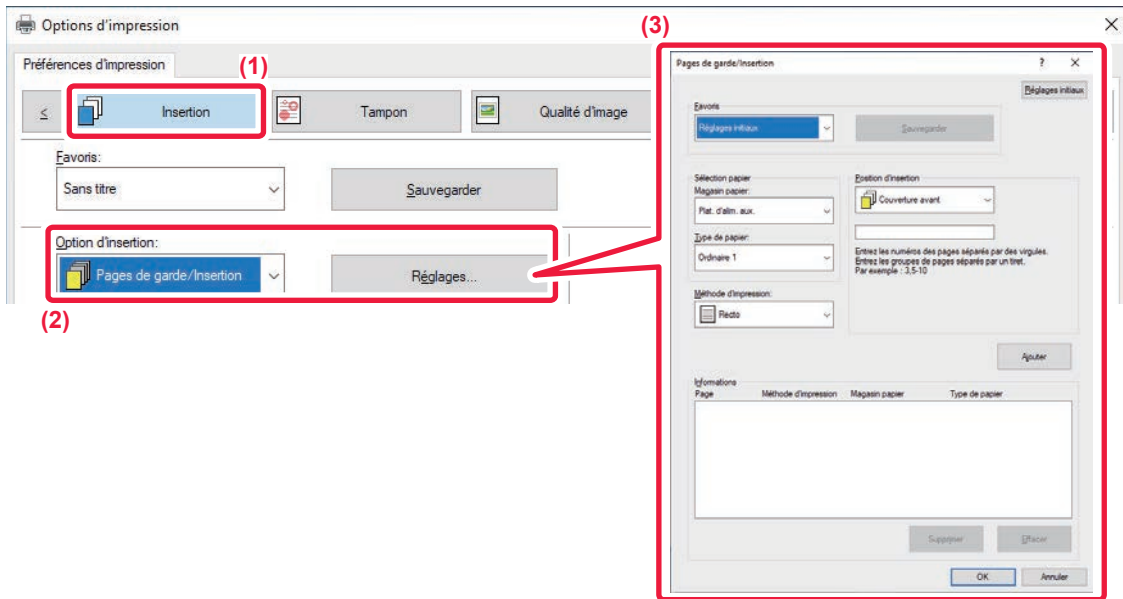 Options d'impression
Préférences d'impression
(1)
< Insertion Tampon Qualité d'image
Favoris:
Sans titre Sauvegarder
Option d'insertion:
Pages de garde/Insertion Réglages...
(2)
(3)
Pages de garde/Insertion ? X
Réglages initiaux
Favoris
Réglages initiaux Sauvegarder
Sélection papier
Magasin papier:
Plat. d'alim. aux.
Type de papier:
Ordinaire 1
Méthode d'impression:
Recto
Position d'insertion
Couverture avant
Entrez les numéros des pages séparés par des virgules.
Entrez les groupes de pages séparés par un tiret.
Par exemple : 3,5-10
Ajouter
Informations
Page Méthode d'impression Magasin papier Type de papier
Supprimer Effacer
OK Annuler